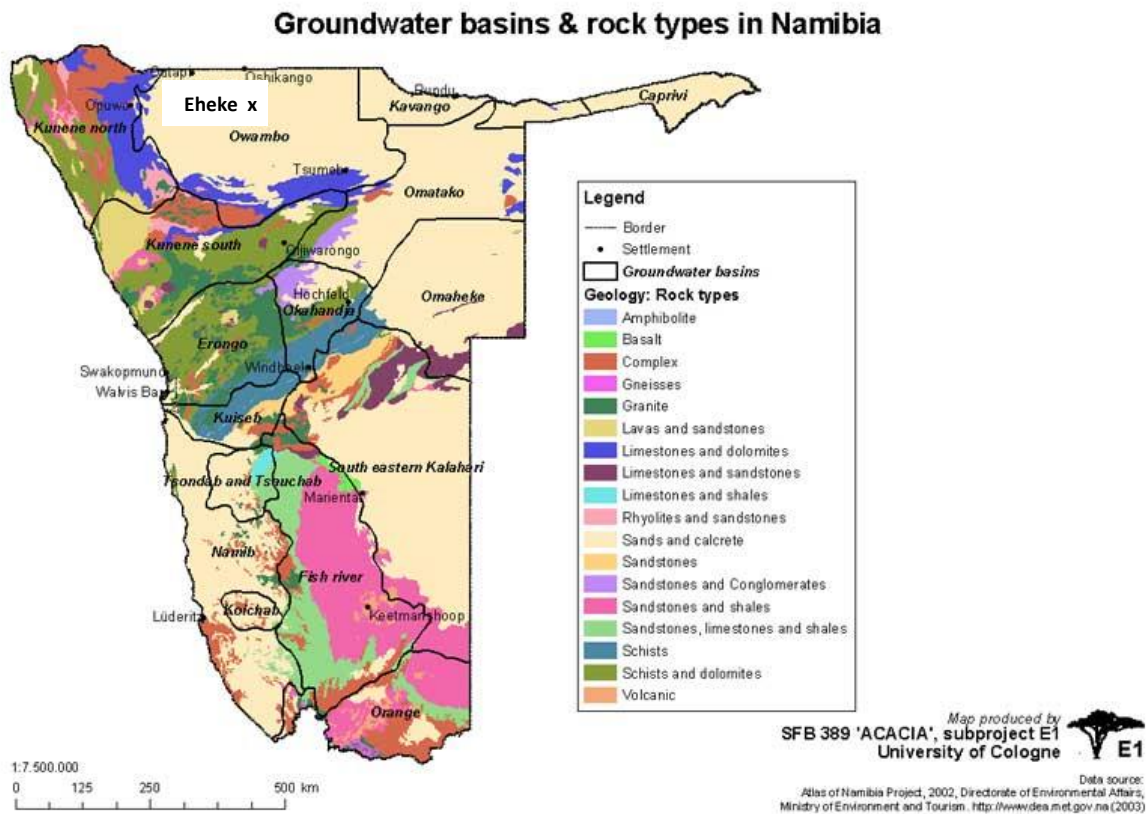 Groundwater basins & rock types in Namibia
Oshikango
Eheke x
Opuwo
Rundu
Kavango
Caprivi
Kunene north
Owambo
Tsumeb
Omatako
Kunene south
Otjiwarongo
Hochfeld
Okahandja
Omaheke
Erongo
Swakopmund
Windhoek
Walvis Bay
Kuiseb
South eastern Kalahari
Tsondab and Tsauchab
Mariental
Namib
Fish river
Koichab
Lüderitz
Keetmanshoop
Orange
Legend
Border
Settlement
Groundwater basins
Geology: Rock types
Amphibolite
Basalt
Complex
Gneisses
Granite
Lavas and sandstones
Limestones and dolomites
Limestones and sandstones
Limestones and shales
Rhyolites and sandstones
Sands and calcrete
Sandstones
Sandstones and Conglomerates
Sandstones and shales
Sandstones, limestones and shales
Schists
Schists and dolomites
Volcanic
1:7.500.000
0 125 250 500 km
Map produced by
SFB 389 'ACACIA', subproject E1
University of Cologne
E1
Data source:
Atlas of Namibia Project, 2002, Directorate of Environmental Affairs,
Ministry of Environment and Tourism. http://www.dea.met.gov.na (2003)